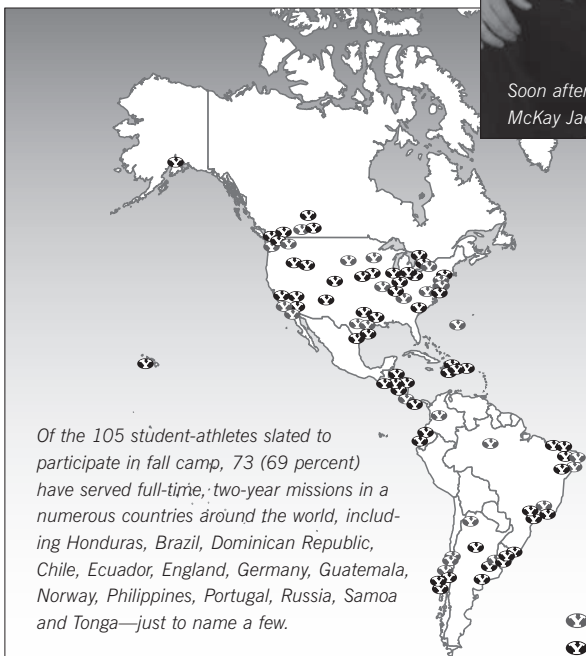 Soon after
McKay Jac
Of the 105 student-athletes slated to
participate in fall camp, 73 (69 percent)
have served full-time, two-year missions in a
numerous countries around the world, includ-
ing Honduras, Brazil, Dominican Republic,
Chile, Ecuador, England, Germany, Guatemala,
Norway, Philippines, Portugal, Russia, Samoa
and Tonga—just to name a few.